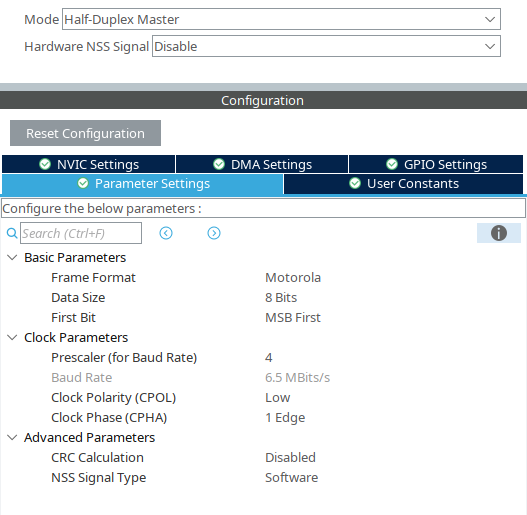 Mode Half-Duplex Master
Hardware NSS Signal Disable
Configuration
Reset Configuration
NVIC Settings DMA Settings GPIO Settings
Parameter Settings User Constants
Configure the below parameters :
Search (Ctrl+F)
Basic Parameters
Frame Format Motorola
Data Size 8 Bits
First Bit MSB First
Clock Parameters
Prescaler (for Baud Rate) 4
Baud Rate 6.5 MBits/s
Clock Polarity (CPOL) Low
Clock Phase (CPHA) 1 Edge
Advanced Parameters
CRC Calculation Disabled
NSS Signal Type Software